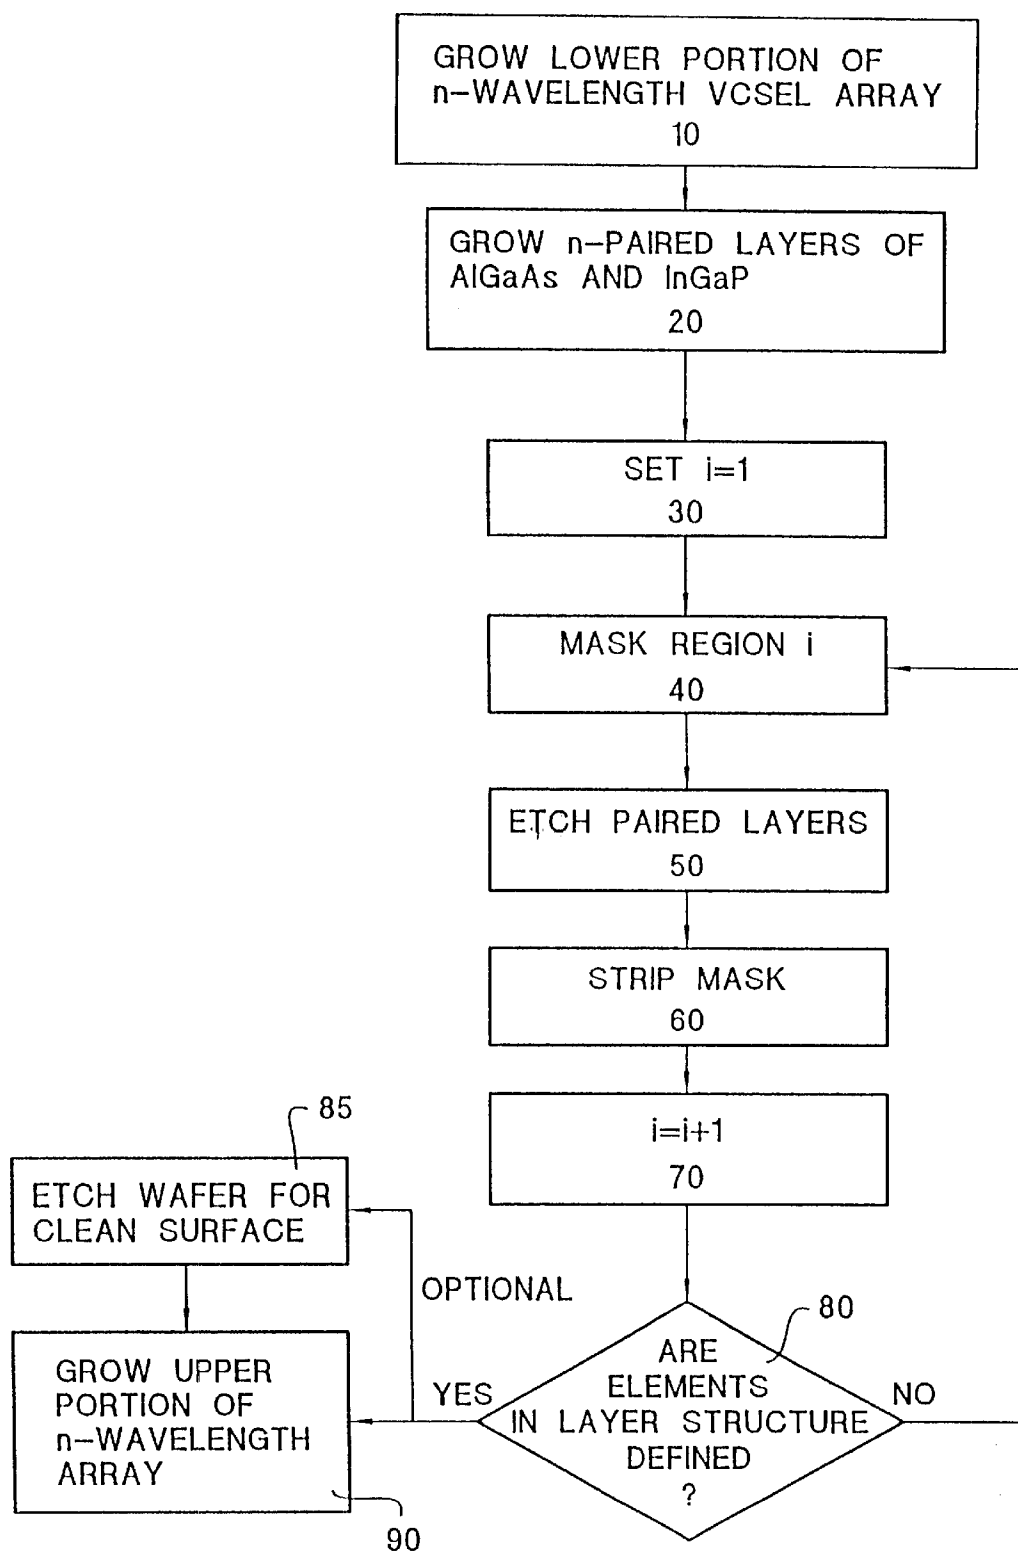 GROW LOWER PORTION OF
n-WAVELENGTH VCSEL ARRAY
10
GROW n-PAIRED LAYERS OF
AlGaAs AND InGaP
20
SET i=1
30
MASK REGION i
40
ETCH PAIRED LAYERS
50
STRIP MASK
60
i=i+1
70
80
ARE
ELEMENTS
IN LAYER STRUCTURE
DEFINED
?
NO
YES
OPTIONAL
85
ETCH WAFER FOR
CLEAN SURFACE
GROW UPPER
PORTION OF
n-WAVELENGTH
ARRAY
90